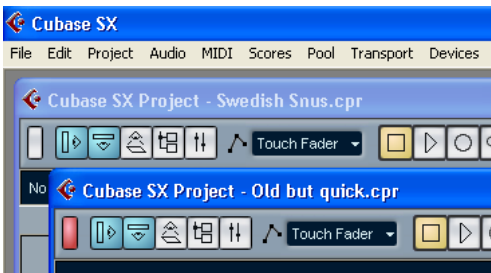 Cubase SX
File Edit Project Audio MIDI Scores Pool Transport Devices
Cubase SX Project - Swedish Snus.cpr
Touch Fader
No
Cubase SX Project - Old but quick.cpr
Touch Fader